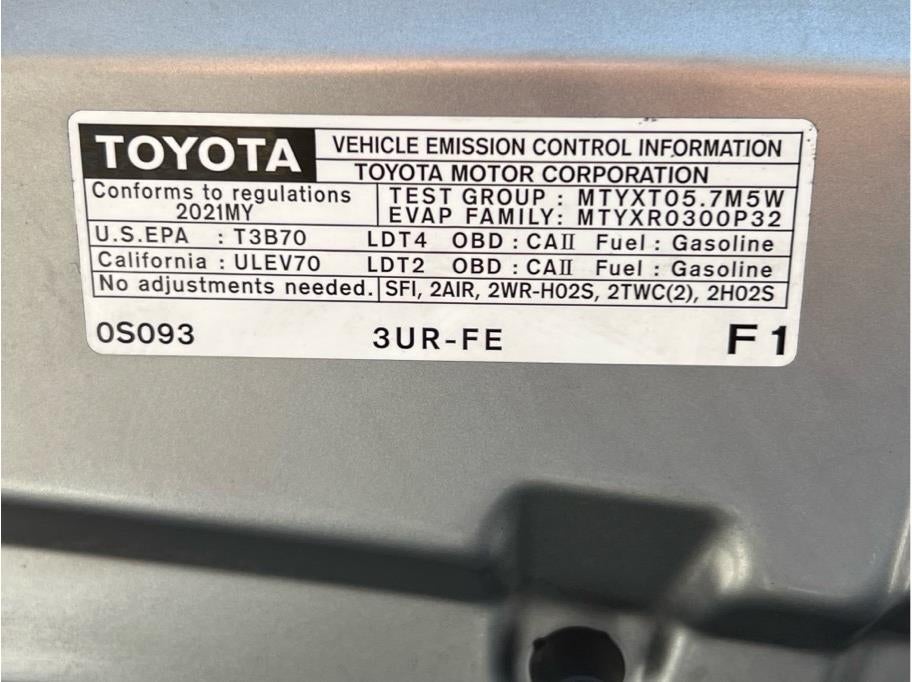 TOYOTA
VEHICLE EMISSION CONTROL INFORMATION
TOYOTA MOTOR CORPORATION
Conforms to regulations
2021MY
TEST GROUP : MTYXT05.7M5W
EVAP FAMILY: MTYXR0300P32
U.S.EPA : T3B70 LDT4 OBD : CAII Fuel : Gasoline
California : ULEV70 LDT2 OBD : CAII Fuel : Gasoline
No adjustments needed. SFI, 2AIR, 2WR-HO2S, 2TWC(2), 2HO2S
0S093 3UR-FE F1